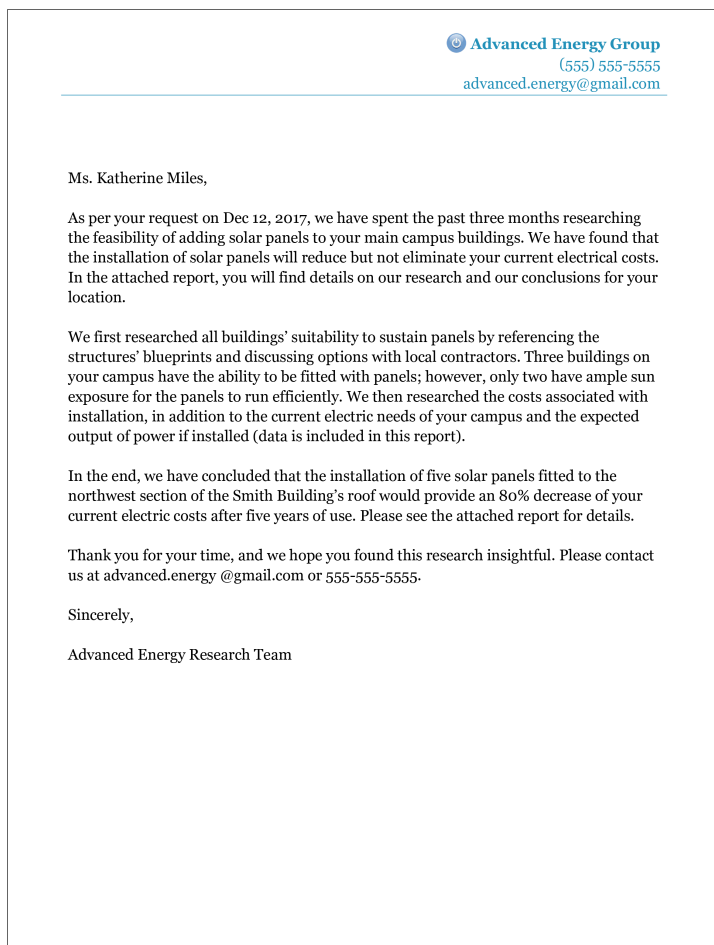 Advanced Energy Group
(555) 555-5555
advanced.energy@gmail.com
Ms. Katherine Miles,
As per your request on Dec 12, 2017, we have spent the past three months researching
the feasibility of adding solar panels to your main campus buildings. We have found that
the installation of solar panels will reduce but not eliminate your current electrical costs.
In the attached report, you will find details on our research and our conclusions for your
location.
We first researched all buildings’ suitability to sustain panels by referencing the
structures’ blueprints and discussing options with local contractors. Three buildings on
your campus have the ability to be fitted with panels; however, only two have ample sun
exposure for the panels to run efficiently. We then researched the costs associated with
installation, in addition to the current electric needs of your campus and the expected
output of power if installed (data is included in this report).
In the end, we have concluded that the installation of five solar panels fitted to the
northwest section of the Smith Building’s roof would provide an 80% decrease of your
current electric costs after five years of use. Please see the attached report for details.
Thank you for your time, and we hope you found this research insightful. Please contact
us at advanced.energy @gmail.com or 555-555-5555.
Sincerely,
Advanced Energy Research Team